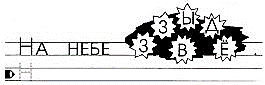 З Ы Д
НА НЕБЕ З В Ё .
Н